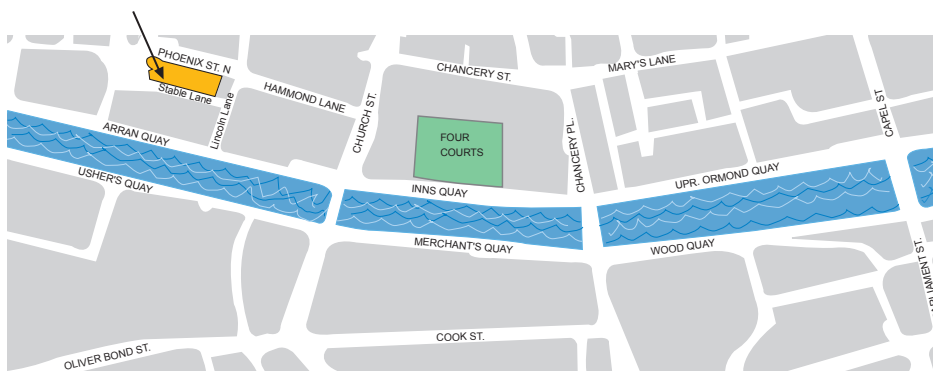 PHOENIX ST. N
Stable Lane
Lincoln Lane
HAMMOND LANE
CHURCH ST.
CHANCERY ST.
MARY'S LANE
CAPEL ST
ARRAN QUAY
USHER'S QUAY
FOUR
COURTS
CHANCERY PL.
INNS QUAY
UPR. ORMOND QUAY
MERCHANT'S QUAY
WOOD QUAY
COOK ST.
OLIVER BOND ST.